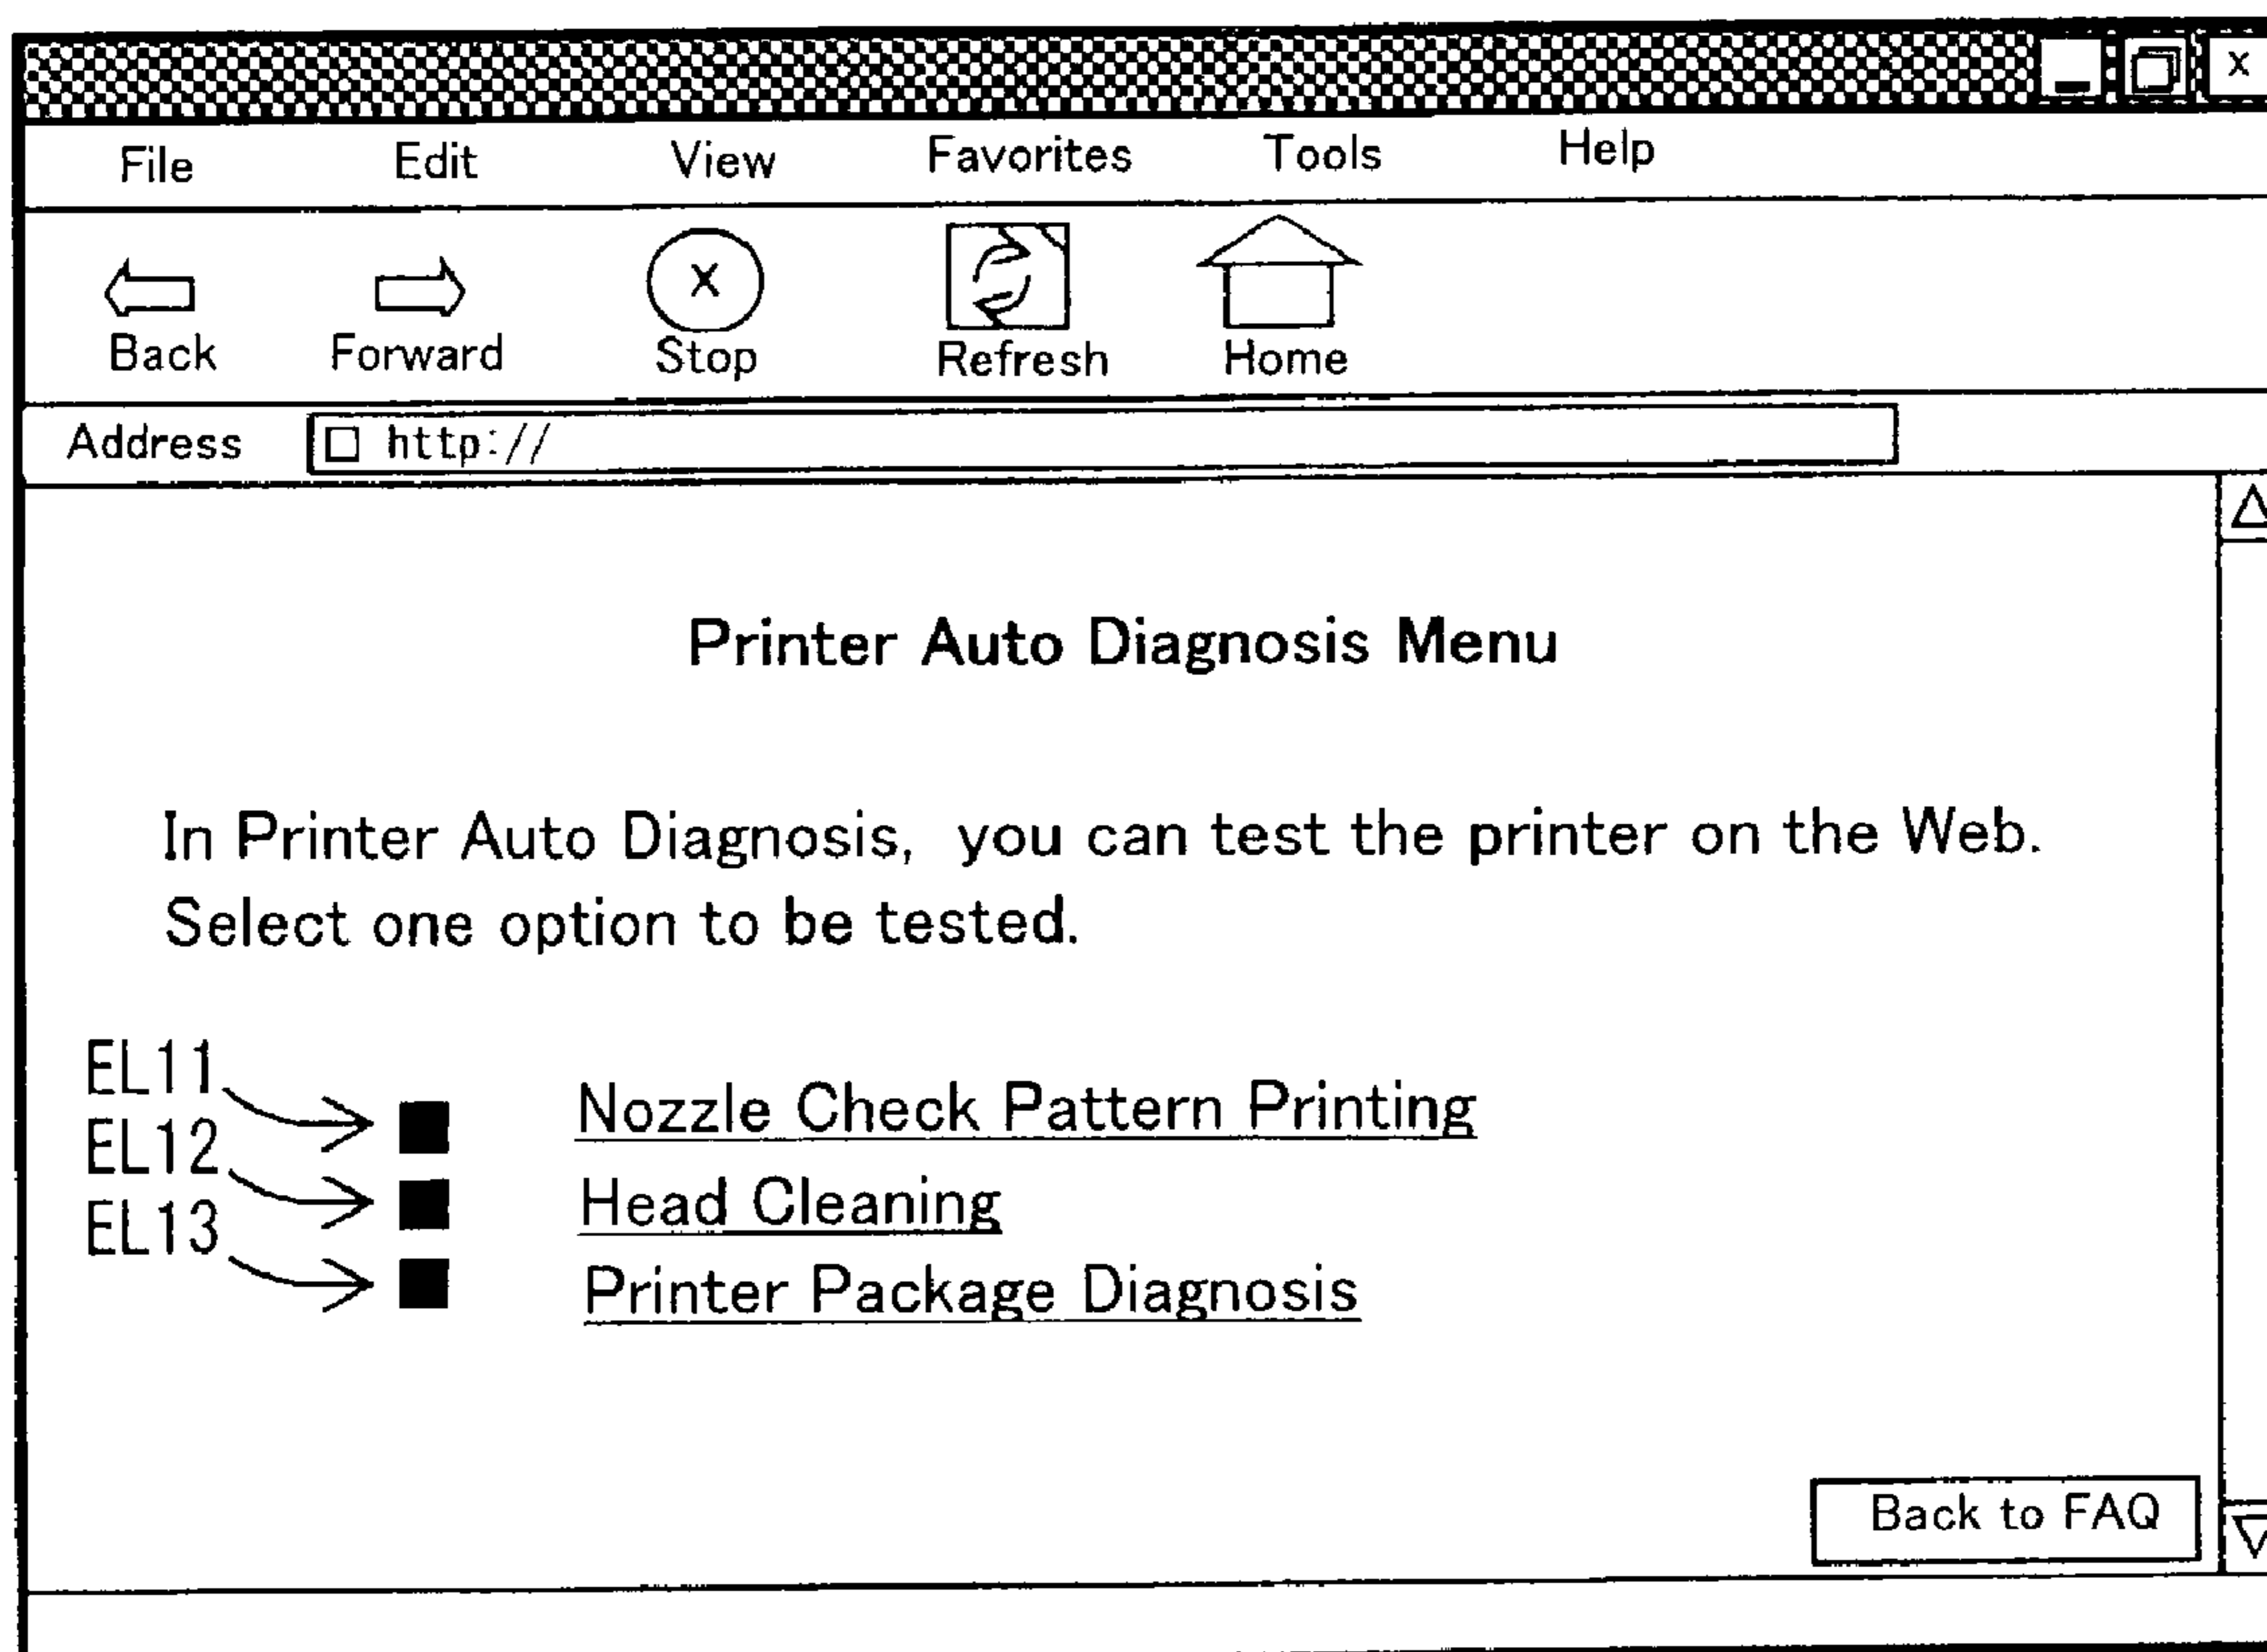 x
File Edit View Favorites Tools Help
x
Back Forward Stop Refresh Home
Address http://
Printer Auto Diagnosis Menu
In Printer Auto Diagnosis, you can test the printer on the Web.
Select one option to be tested.
EL11 Nozzle Check Pattern Printing
EL12 Head Cleaning
EL13 Printer Package Diagnosis
Back to FAQ